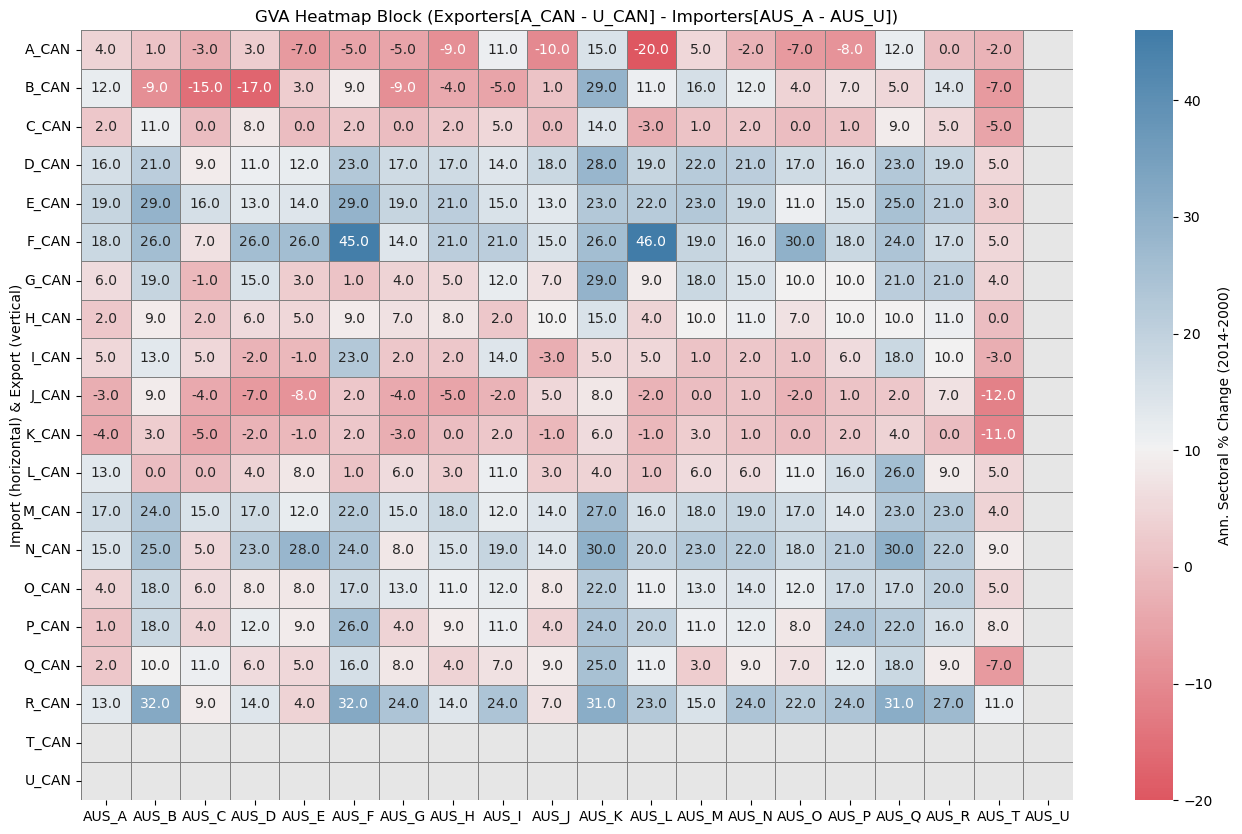 GVA Heatmap Block (Exporters[A_CAN - U_CAN] - Importers[AUS_A - AUS_U])
Import (horizontal) & Export (vertical)
A_CAN 4.0 1.0 -3.0 3.0 -7.0 -5.0 -5.0 -9.0 11.0 -10.0 15.0 -20.0 5.0 -2.0 -7.0 -8.0 12.0 0.0 -2.0
B_CAN 12.0 -9.0 -15.0 -17.0 3.0 9.0 -9.0 -4.0 -5.0 1.0 29.0 11.0 16.0 12.0 4.0 7.0 5.0 14.0 -7.0
C_CAN 2.0 11.0 0.0 8.0 0.0 2.0 0.0 2.0 5.0 0.0 14.0 -3.0 1.0 2.0 0.0 1.0 9.0 5.0 -5.0
D_CAN 16.0 21.0 9.0 11.0 12.0 23.0 17.0 17.0 14.0 18.0 28.0 19.0 22.0 21.0 17.0 16.0 23.0 19.0 5.0
E_CAN 19.0 29.0 16.0 13.0 14.0 29.0 19.0 21.0 15.0 13.0 23.0 22.0 23.0 19.0 11.0 15.0 25.0 21.0 3.0
F_CAN 18.0 26.0 7.0 26.0 26.0 45.0 14.0 21.0 21.0 15.0 26.0 46.0 19.0 16.0 30.0 18.0 24.0 17.0 5.0
G_CAN 6.0 19.0 -1.0 15.0 3.0 1.0 4.0 5.0 12.0 7.0 29.0 9.0 18.0 15.0 10.0 10.0 21.0 21.0 4.0
H_CAN 2.0 9.0 2.0 6.0 5.0 9.0 7.0 8.0 2.0 10.0 15.0 4.0 10.0 11.0 7.0 10.0 10.0 11.0 0.0
I_CAN 5.0 13.0 5.0 -2.0 -1.0 23.0 2.0 2.0 14.0 -3.0 5.0 5.0 1.0 2.0 1.0 6.0 18.0 10.0 -3.0
J_CAN -3.0 9.0 -4.0 -7.0 -8.0 2.0 -4.0 -5.0 -2.0 5.0 8.0 -2.0 0.0 1.0 -2.0 1.0 2.0 7.0 -12.0
K_CAN -4.0 3.0 -5.0 -2.0 -1.0 2.0 -3.0 0.0 2.0 -1.0 6.0 -1.0 3.0 1.0 0.0 2.0 4.0 0.0 -11.0
L_CAN 13.0 0.0 0.0 4.0 8.0 1.0 6.0 3.0 11.0 3.0 4.0 1.0 6.0 6.0 11.0 16.0 26.0 9.0 5.0
M_CAN 17.0 24.0 15.0 17.0 12.0 22.0 15.0 18.0 12.0 14.0 27.0 16.0 18.0 19.0 17.0 14.0 23.0 23.0 4.0
N_CAN 15.0 25.0 5.0 23.0 28.0 24.0 8.0 15.0 19.0 14.0 30.0 20.0 23.0 22.0 18.0 21.0 30.0 22.0 9.0
O_CAN 4.0 18.0 6.0 8.0 8.0 17.0 13.0 11.0 12.0 8.0 22.0 11.0 13.0 14.0 12.0 17.0 17.0 20.0 5.0
P_CAN 1.0 18.0 4.0 12.0 9.0 26.0 4.0 9.0 11.0 4.0 24.0 20.0 11.0 12.0 8.0 24.0 22.0 16.0 8.0
Q_CAN 2.0 10.0 11.0 6.0 5.0 16.0 8.0 4.0 7.0 9.0 25.0 11.0 3.0 9.0 7.0 12.0 18.0 9.0 -7.0
R_CAN 13.0 32.0 9.0 14.0 4.0 32.0 24.0 14.0 24.0 7.0 31.0 23.0 15.0 24.0 22.0 24.0 31.0 27.0 11.0
T_CAN
U_CAN
AUS_A AUS_B AUS_C AUS_D AUS_E AUS_F AUS_G AUS_H AUS_I AUS_J AUS_K AUS_L AUS_M AUS_N AUS_O AUS_P AUS_Q AUS_R AUS_T AUS_U
40
30
20
10
0
−10
−20
Ann. Sectoral % Change (2014-2000)